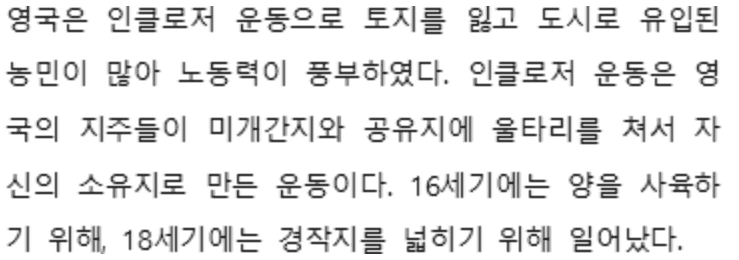 영국은 인클로저 운동으로 토지를 잃고 도시로 유입된
농민이 많아 노동력이 풍부하였다. 인클로저 운동은 영
국의 지주들이 미개간지와 공유지에 울타리를 쳐서 자
신의 소유지로 만든 운동이다. 16세기에는 양을 사육하
기 위해, 18세기에는 경작지를 넓히기 위해 일어났다.